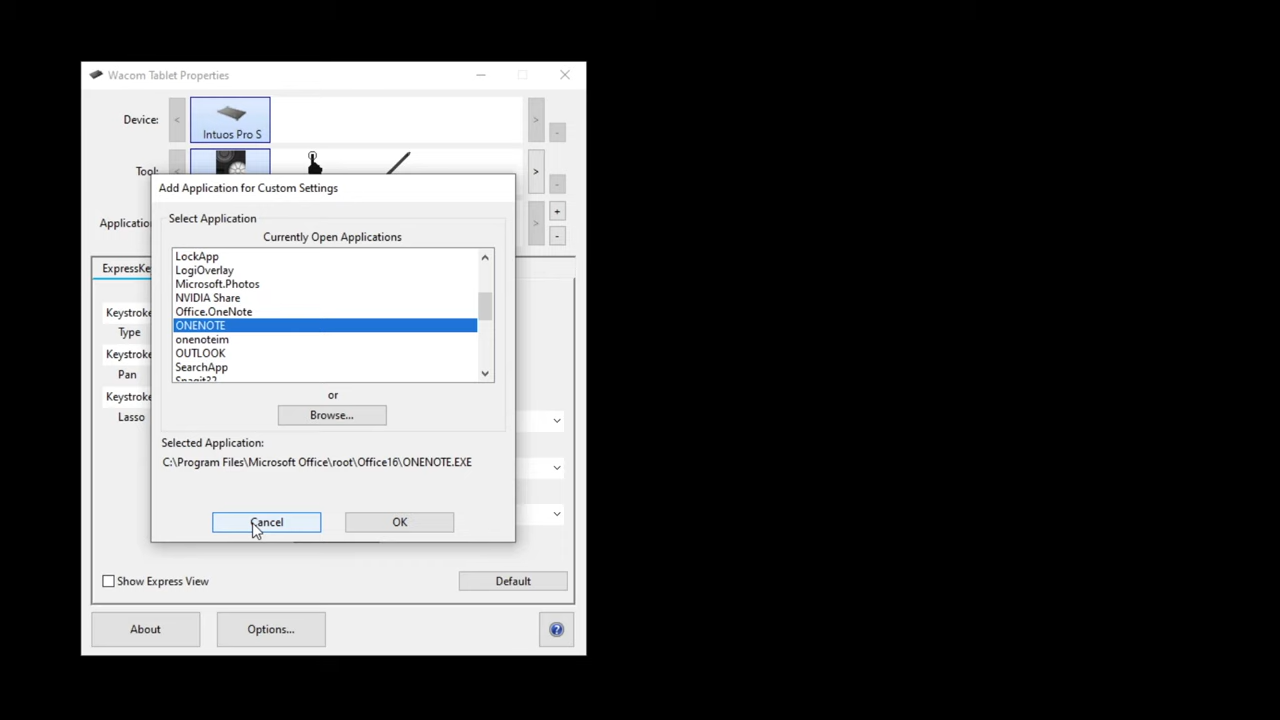 Wacom Tablet Properties
Device:
< > -
Intuos Pro S
Tool:
< > -
Add Application for Custom Settings
Application
+
> -
Select Application
Currently Open Applications
LockApp
LogiOverlay
Microsoft.Photos
NVIDIA Share
Office.OneNote
ONENOTE
onenoteim
OUTLOOK
SearchApp
Snagit32
or
Browse...
Selected Application:
C:\Program Files\Microsoft Office\root\Office16\ONENOTE.EXE
Cancel OK
ExpressKe
Keystroke
Type
Keystroke
Pan
Keystroke
Lasso
Show Express View
Default
About
Options...
?